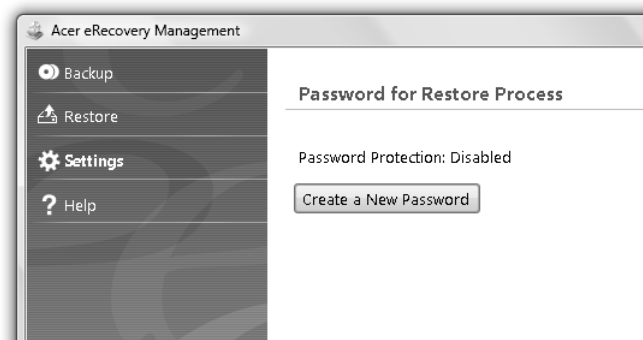 Acer eRecovery Management
Backup
Restore
Settings
? Help
Password for Restore Process
Password Protection: Disabled
Create a New Password